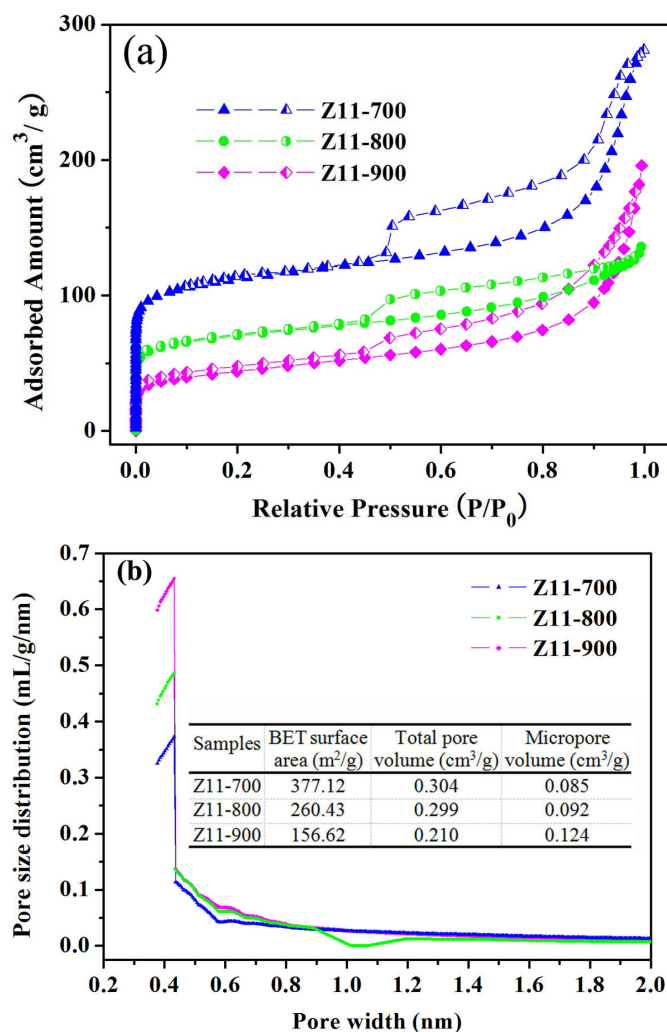 (a)
300
200
100
0
Adsorbed Amount (cm³/g)
Z11-700
Z11-800
Z11-900
0.0 0.2 0.4 0.6 0.8 1.0
Relative Pressure (P/P₀)
(b)
0.7
0.6
0.5
0.4
0.3
0.2
0.1
0.0
Pore size distribution (mL/g/nm)
Z11-700
Z11-800
Z11-900
Samples BET surface area (m²/g) Total pore volume (cm³/g) Micropore volume (cm³/g)
Z11-700 377.12 0.304 0.085
Z11-800 260.43 0.299 0.092
Z11-900 156.62 0.210 0.124
0.2 0.4 0.6 0.8 1.0 1.2 1.4 1.6 1.8 2.0
Pore width (nm)